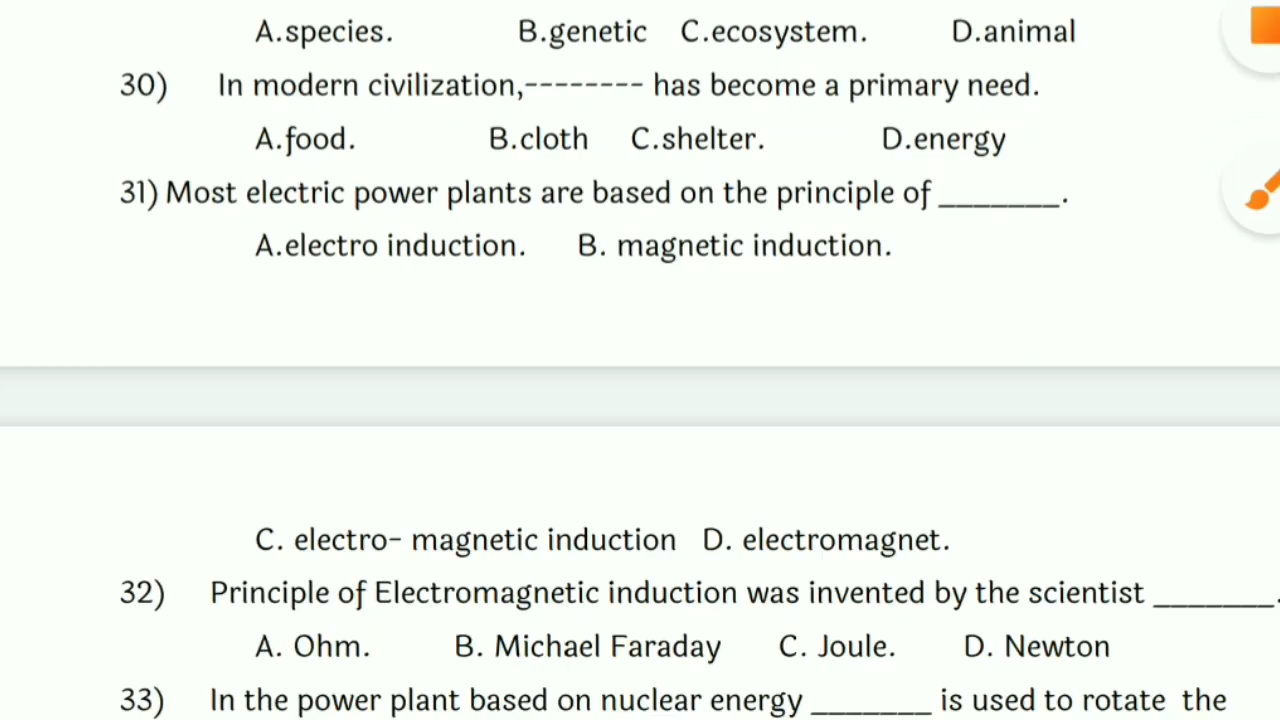 A.species. B.genetic C.ecosystem. D.animal
30) In modern civilization,-------- has become a primary need.
A.food. B.cloth C.shelter. D.energy
31) Most electric power plants are based on the principle of _______.
A.electro induction. B. magnetic induction.
C. electro- magnetic induction D. electromagnet.
32) Principle of Electromagnetic induction was invented by the scientist _______.
A. Ohm. B. Michael Faraday C. Joule. D. Newton
33) In the power plant based on nuclear energy _______ is used to rotate the